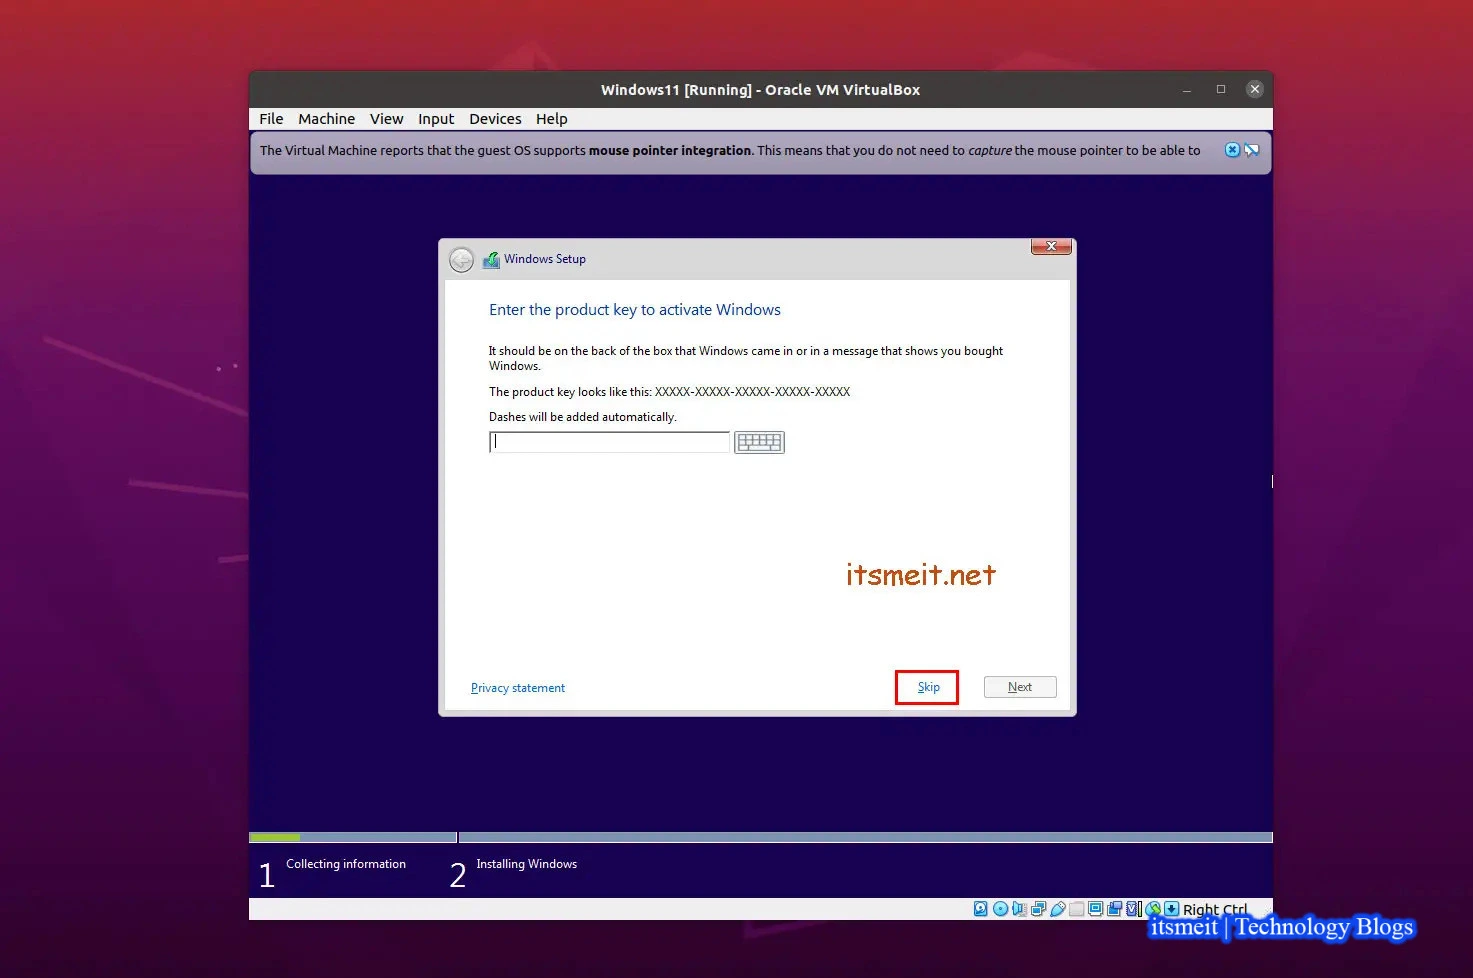 Windows11 [Running] - Oracle VM VirtualBox
File Machine View Input Devices Help
The Virtual Machine reports that the guest OS supports mouse pointer integration. This means that you do not need to capture the mouse pointer to be able to
Windows Setup
Enter the product key to activate Windows
It should be on the back of the box that Windows came in or in a message that shows you bought
Windows.
The product key looks like this: XXXXX-XXXXX-XXXXX-XXXXX-XXXXX
Dashes will be added automatically.
itsmeit.net
Privacy statement Skip Next
1 Collecting information 2 Installing Windows
Right Ctrl
itsmeit | Technology Blogs